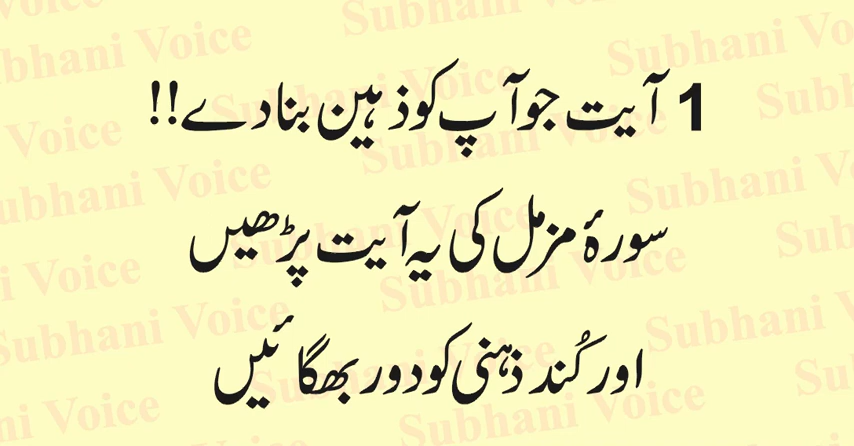 1 آیت جو آپ کو ذہین بنا دے!!
سورۂ مزمل کی یہ آیت پڑھیں
اور کُند ذہنی کو دور بھگائیں
Subhani Voice